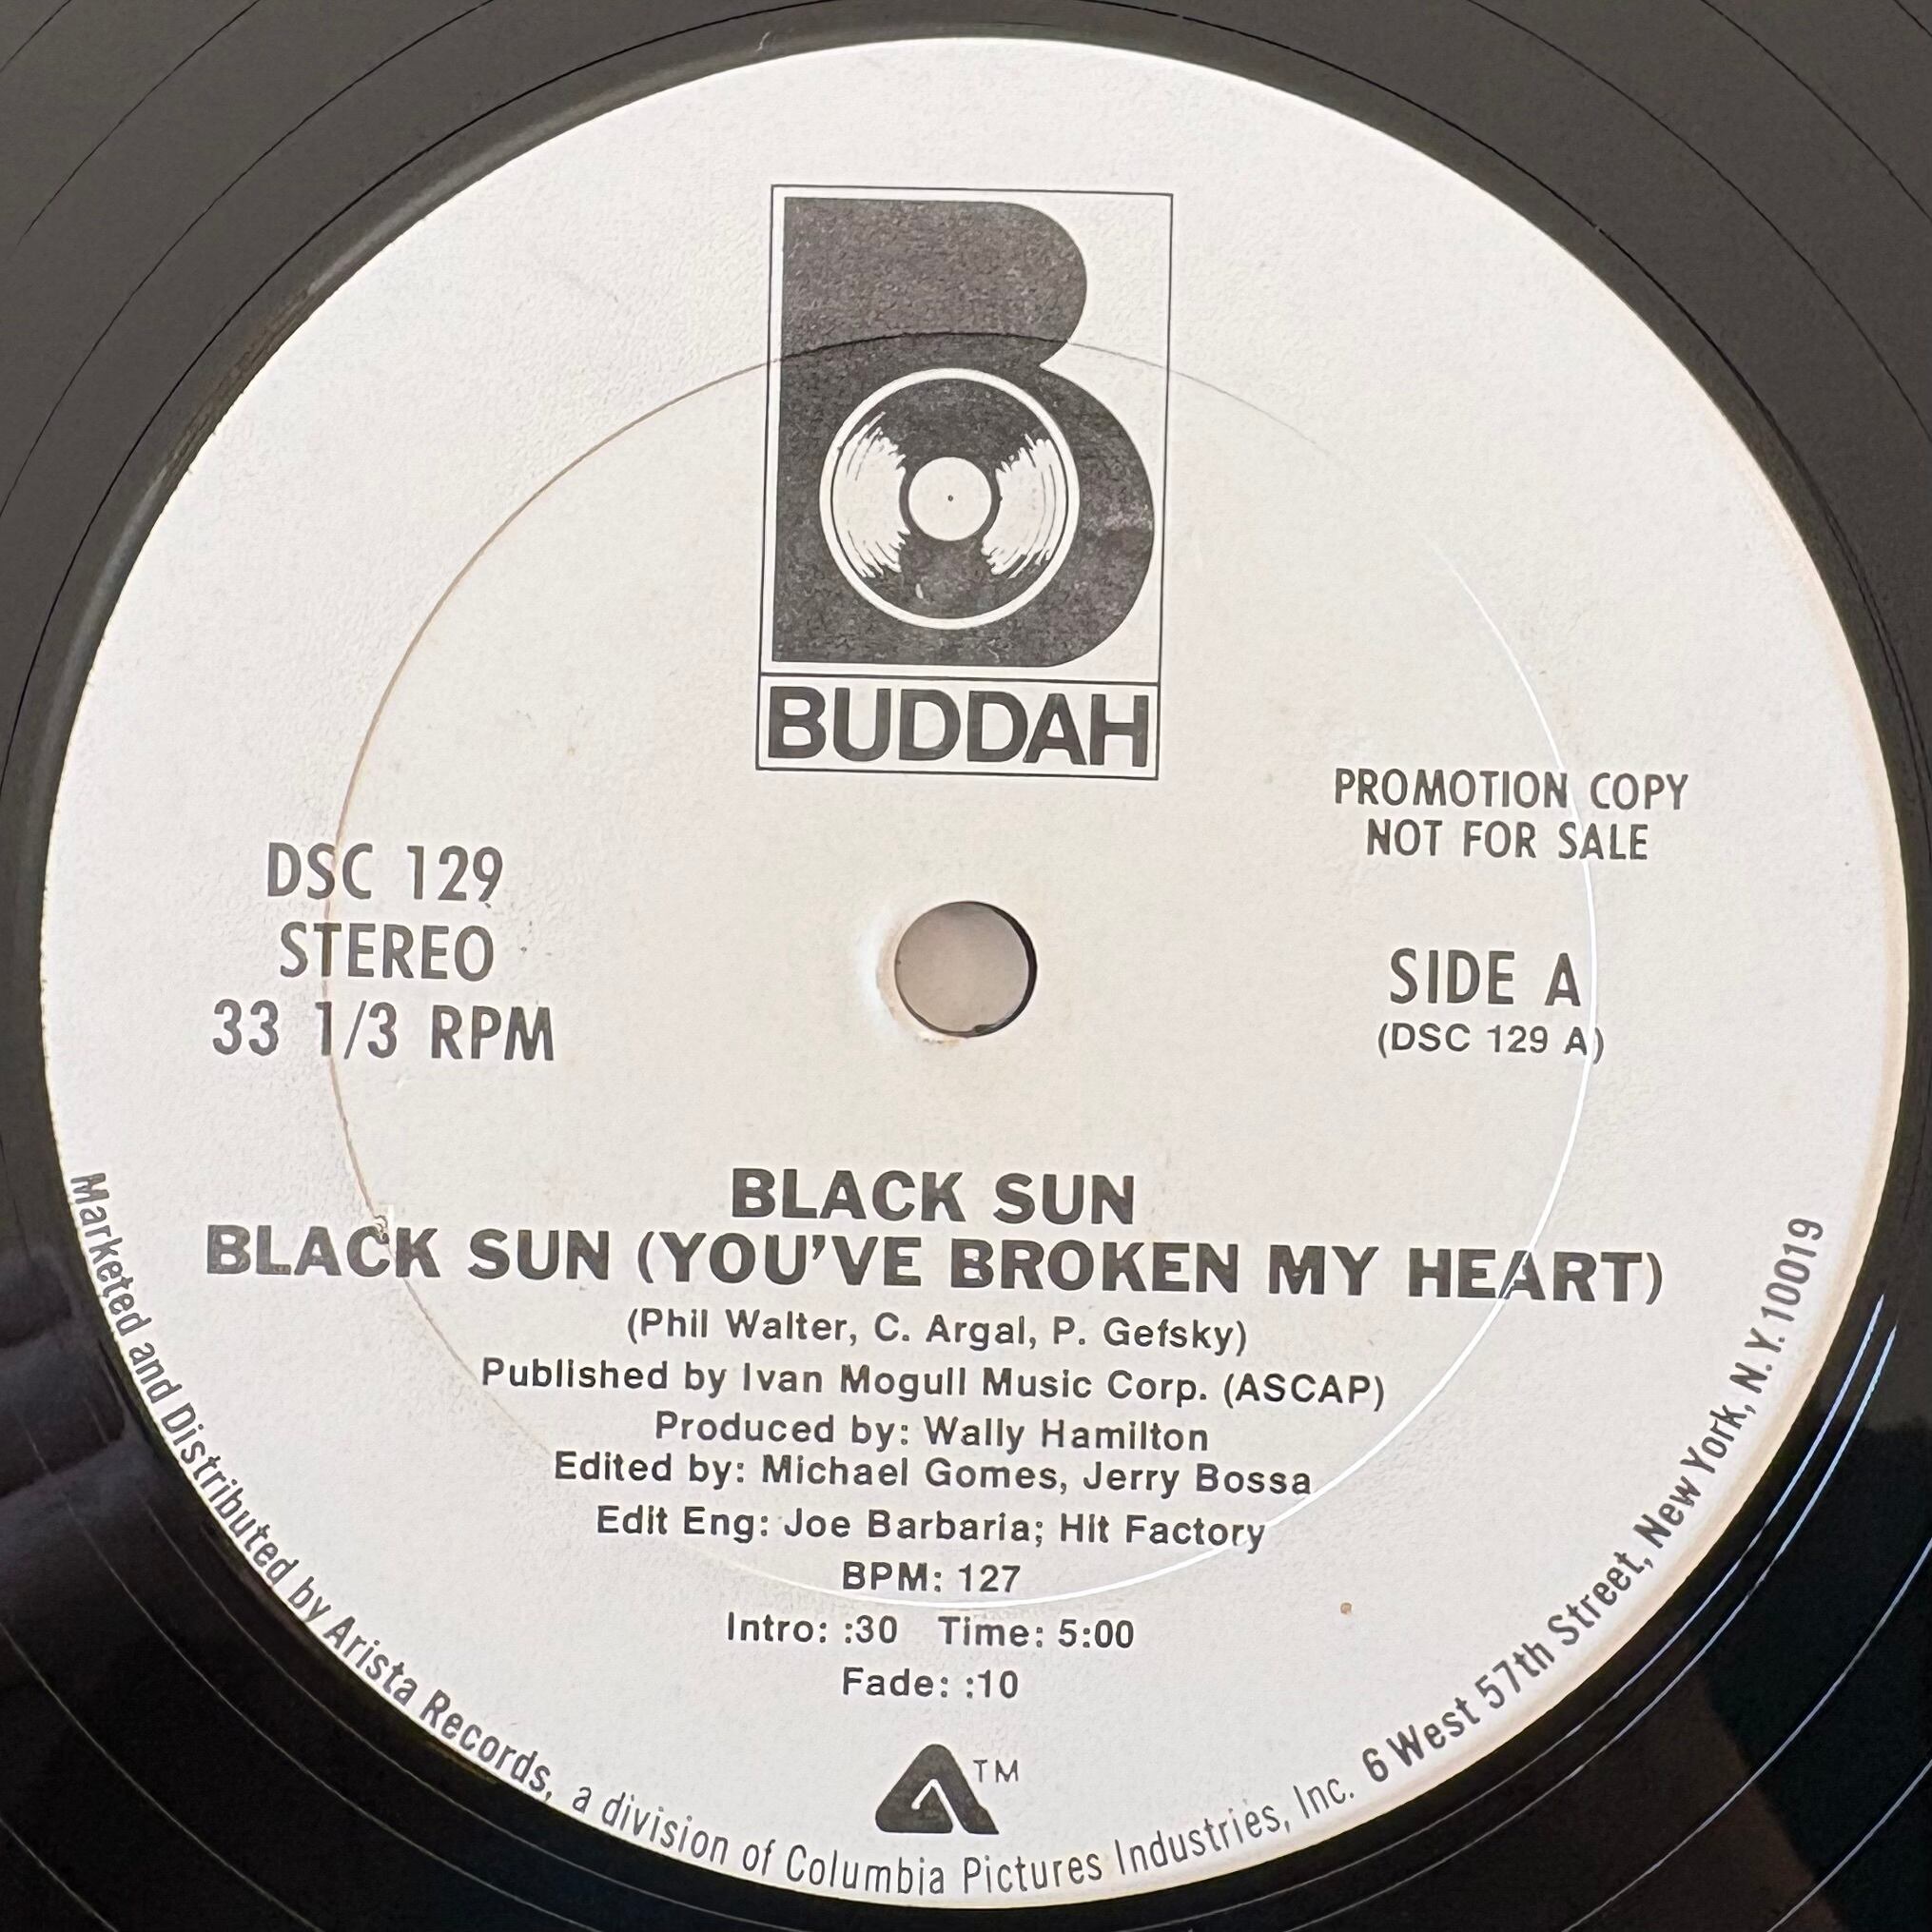 BUDDAH
PROMOTION COPY
NOT FOR SALE
DSC 129
STEREO
33 1/3 RPM
SIDE A
(DSC 129 A)
BLACK SUN
BLACK SUN (YOU'VE BROKEN MY HEART)
(Phil Walter, C. Argal, P. Gefsky)
Published by Ivan Mogull Music Corp. (ASCAP)
Produced by: Wally Hamilton
Edited by: Michael Gomes, Jerry Bossa
Edit Eng: Joe Barbaria; Hit Factory
BPM: 127
Intro: :30 Time: 5:00
Fade: :10
TM
Marketed and Distributed by Arista Records, a division of Columbia Pictures Industries, Inc. 6 West 57th Street, New York, N.Y. 10019